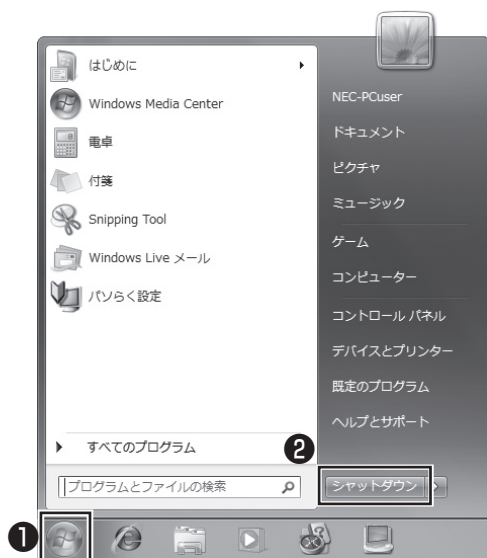 はじめに
Windows Media Center
電卓
付箋
Snipping Tool
Windows Live メール
パソらく設定
すべてのプログラム
プログラムとファイルの検索
NEC-PCuser
ドキュメント
ピクチャ
ミュージック
ゲーム
コンピューター
コントロール パネル
デバイスとプリンター
既定のプログラム
ヘルプとサポート
❷
シャットダウン
❶